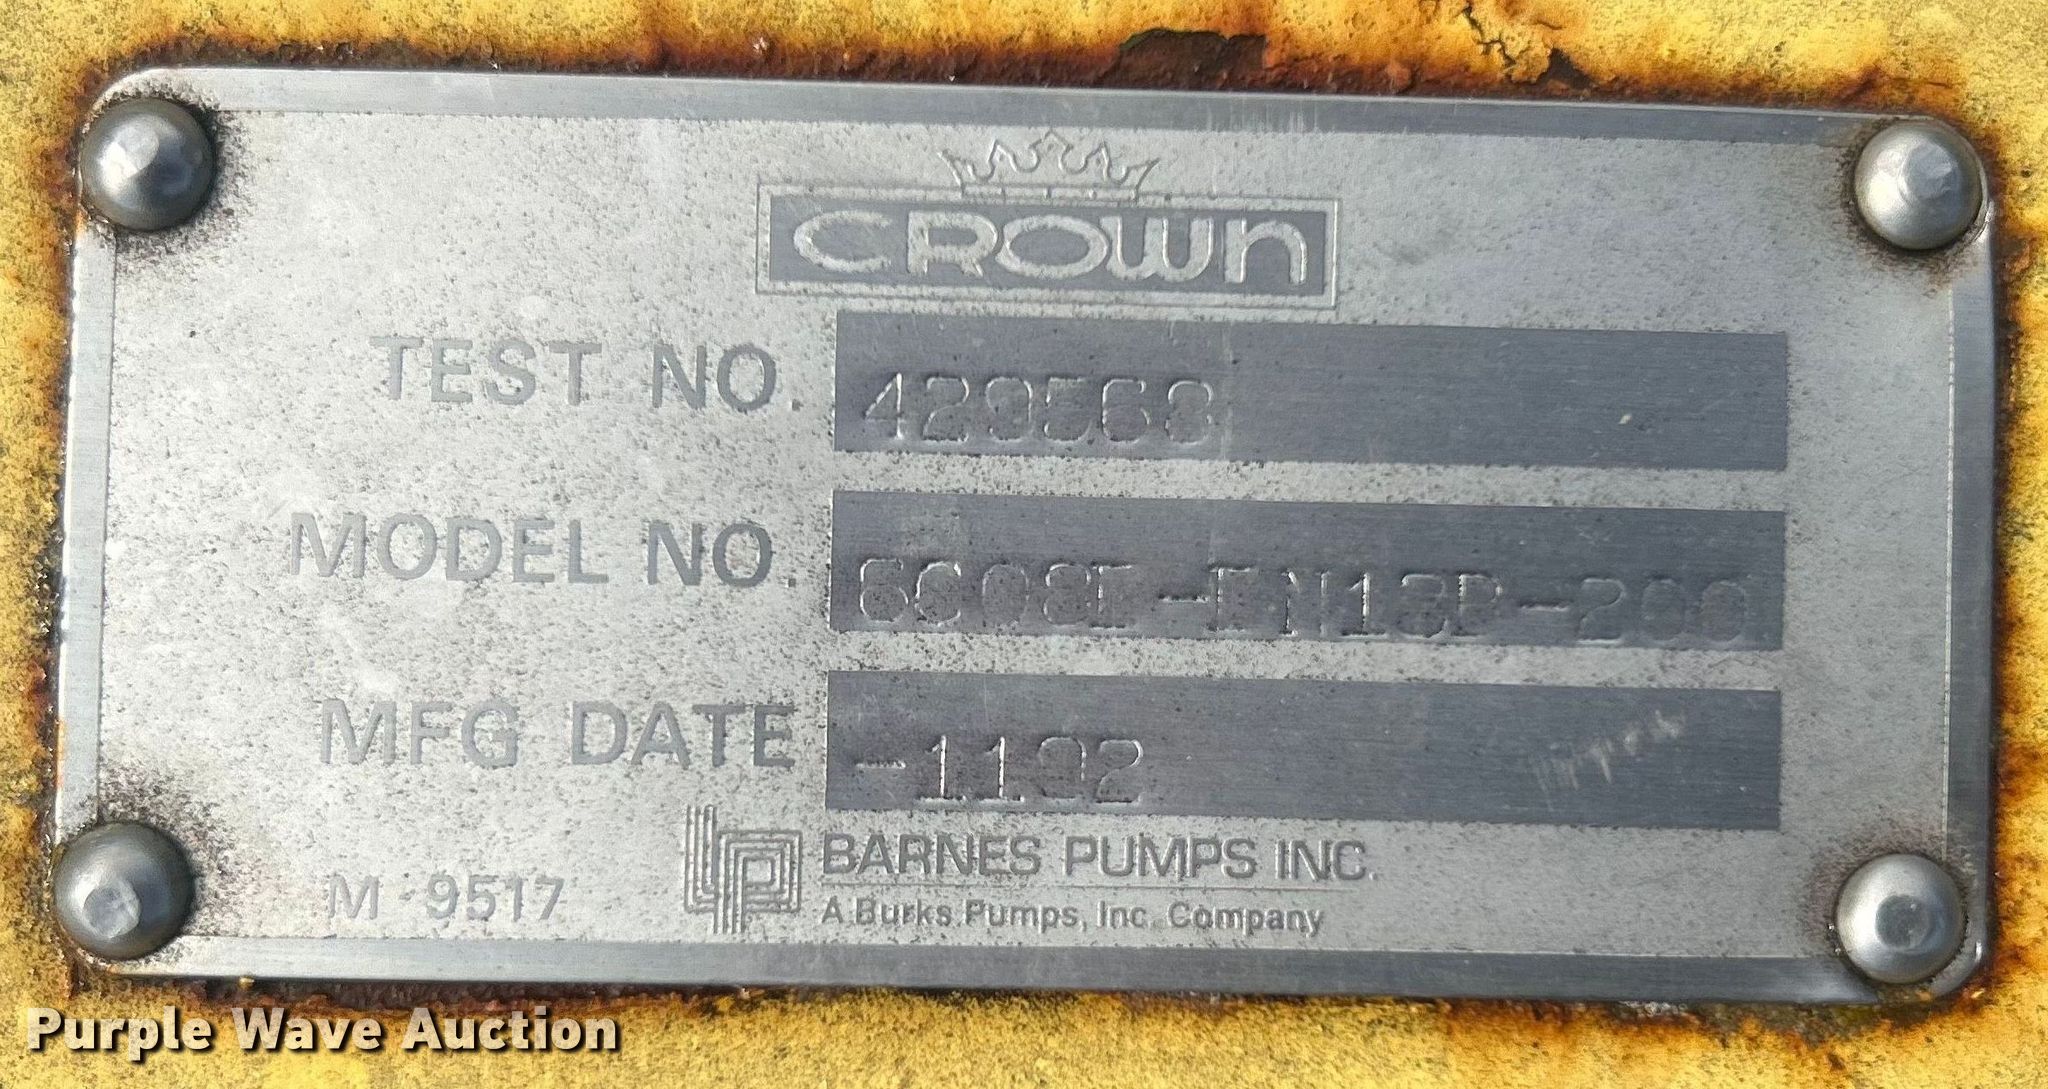 CROWN
TEST NO. 429568
MODEL NO.
MFG DATE -1192
BARNES PUMPS INC.
A Burks Pumps, Inc. Company
M-9517
Purple Wave Auction